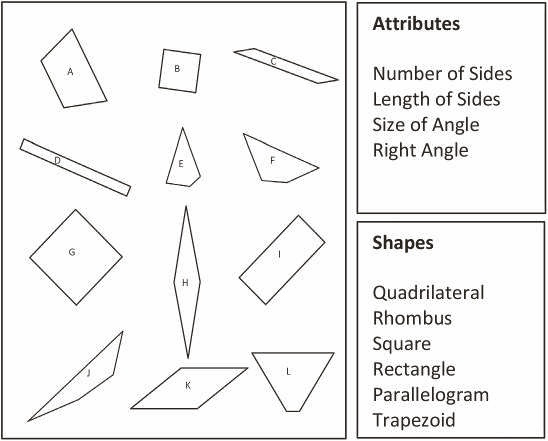 A
B
C
D
E
F
G
H
I
J
K
L
Attributes
Number of Sides
Length of Sides
Size of Angle
Right Angle
Shapes
Quadrilateral
Rhombus
Square
Rectangle
Parallelogram
Trapezoid